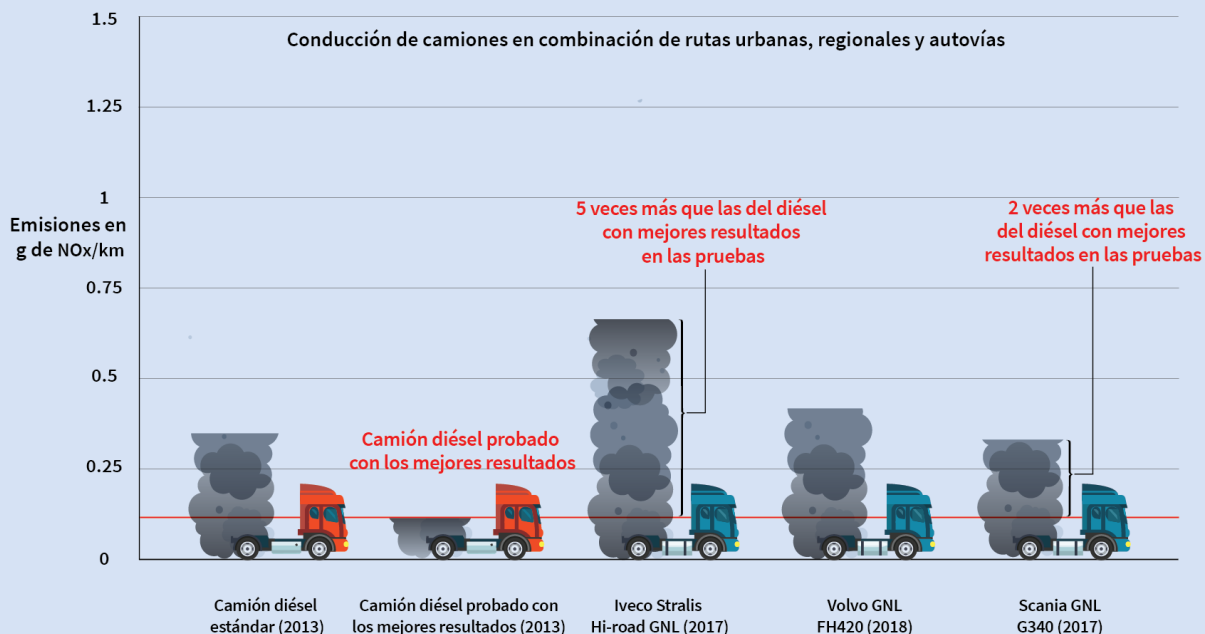 Conducción de camiones en combinación de rutas urbanas, regionales y autovías
1.5
1.25
1
0.75
0.5
0.25
0
Emisiones en
g de NOx/km
Camión diésel probado
con los mejores resultados
5 veces más que las del diésel
con mejores resultados
en las pruebas
2 veces más que las
del diésel con mejores
resultados en las pruebas
Camión diésel
estándar (2013)
Camión diésel probado con
los mejores resultados (2013)
Iveco Stralis
Hi-road GNL (2017)
Volvo GNL
FH420 (2018)
Scania GNL
G340 (2017)